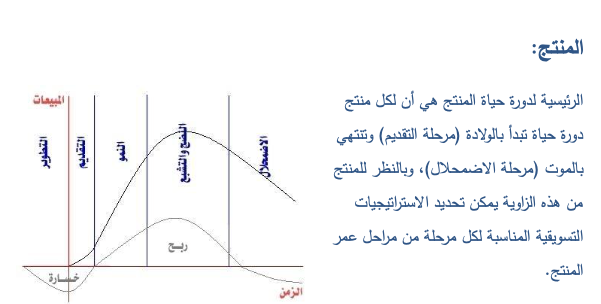 المنتج:
الرئيسية لدورة حياة المنتج هي أن لكل منتج
دورة حياة تبدأ بالولادة (مرحلة التقديم) وتنتهي
بالموت (مرحلة الاضمحلال)، وبالنظر للمنتج
من هذه الزاوية يمكن تحديد الاستراتيجيات
التسويقية المناسبة لكل مرحلة من مراحل عمر
المنتج.
المبيعات
التطوير
التقديم
النمو
النضج والتشبع
الاضمحلال
ربح
خسارة
الزمن